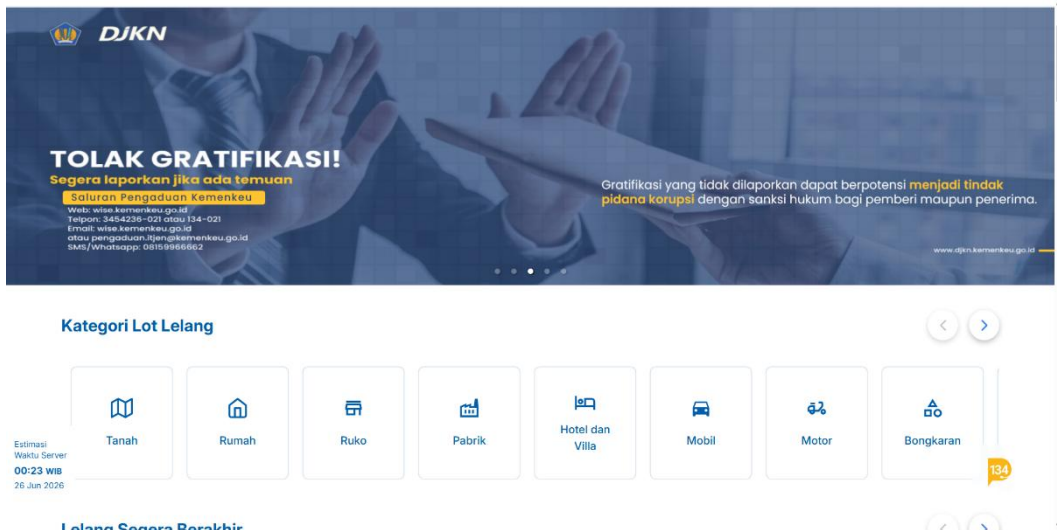 DJKN
TOLAK GRATIFIKASI!
Segera laporkan jika ada temuan
Saluran Pengaduan Kemenkeu
Web: wise.kemenkeu.go.id
Telpon: 3454236-021 atau 134-021
Email: wise.kemenkeu.go.id
atau pengaduan.itjen@kemenkeu.go.id
SMS/Whatsapp: 08159966662
Gratifikasi yang tidak dilaporkan dapat berpotensi menjadi tindak
pidana korupsi dengan sanksi hukum bagi pemberi maupun penerima.
www.djkn.kemenkeu.go.id
Kategori Lot Lelang
Tanah
Rumah
Ruko
Pabrik
Hotel dan
Villa
Mobil
Motor
Bongkaran
Estimasi
Waktu Server
00:23 WIB
26 Jun 2026
134
Lelang Segera Berakhir